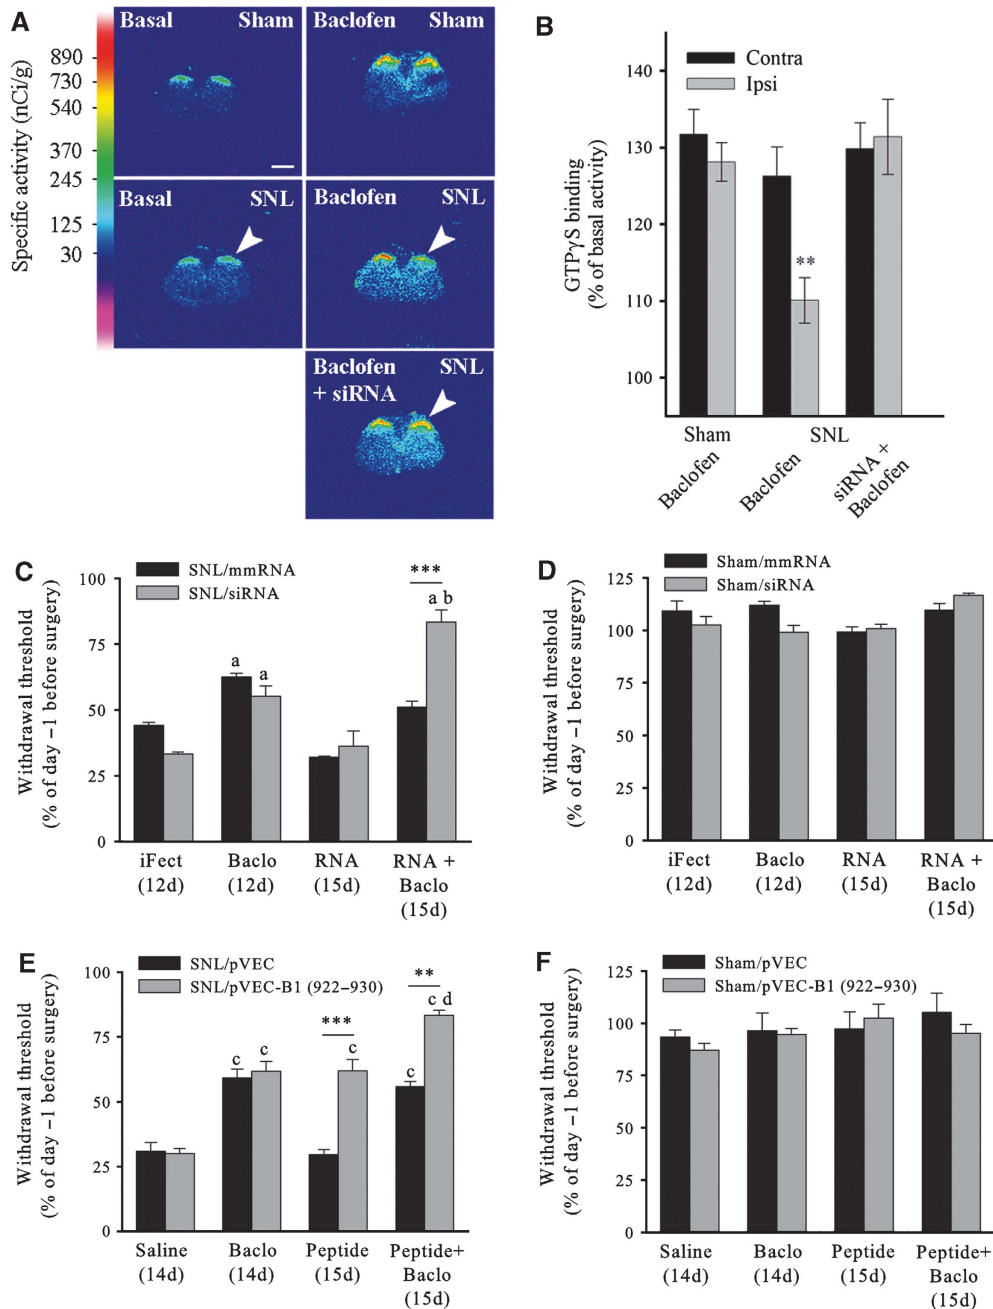 A
Specific activity (nCi/g)
890
730
540
370
245
125
30
Basal Sham
Baclofen Sham
Basal SNL
Baclofen SNL
Baclofen SNL
+ siRNA
B
Contra
Ipsi
GTPγS binding
(% of basal activity)
140
130
120
110
100
**
Sham
SNL
Baclofen
Baclofen
siRNA +
Baclofen
C
SNL/mmRNA
SNL/siRNA
Withdrawal threshold
(% of day –1 before surgery)
100
75
50
25
0
a
a
***
a b
iFect
(12d)
Baclo
(12d)
RNA
(15d)
RNA +
Baclo
(15d)
D
Sham/mmRNA
Sham/siRNA
Withdrawal threshold
(% of day –1 before surgery)
125
100
75
50
25
0
iFect
(12d)
Baclo
(12d)
RNA
(15d)
RNA +
Baclo
(15d)
E
SNL/pVEC
SNL/pVEC-B1 (922–930)
Withdrawal threshold
(% of day –1 before surgery)
100
75
50
25
0
c
c
***
c
**
c
c d
Saline
(14d)
Baclo
(14d)
Peptide
(15d)
Peptide+
Baclo
(15d)
F
Sham/pVEC
Sham/pVEC-B1 (922–930)
Withdrawal threshold
(% of day –1 before surgery)
125
100
75
50
25
0
Saline
(14d)
Baclo
(14d)
Peptide
(15d)
Peptide+
Baclo
(15d)